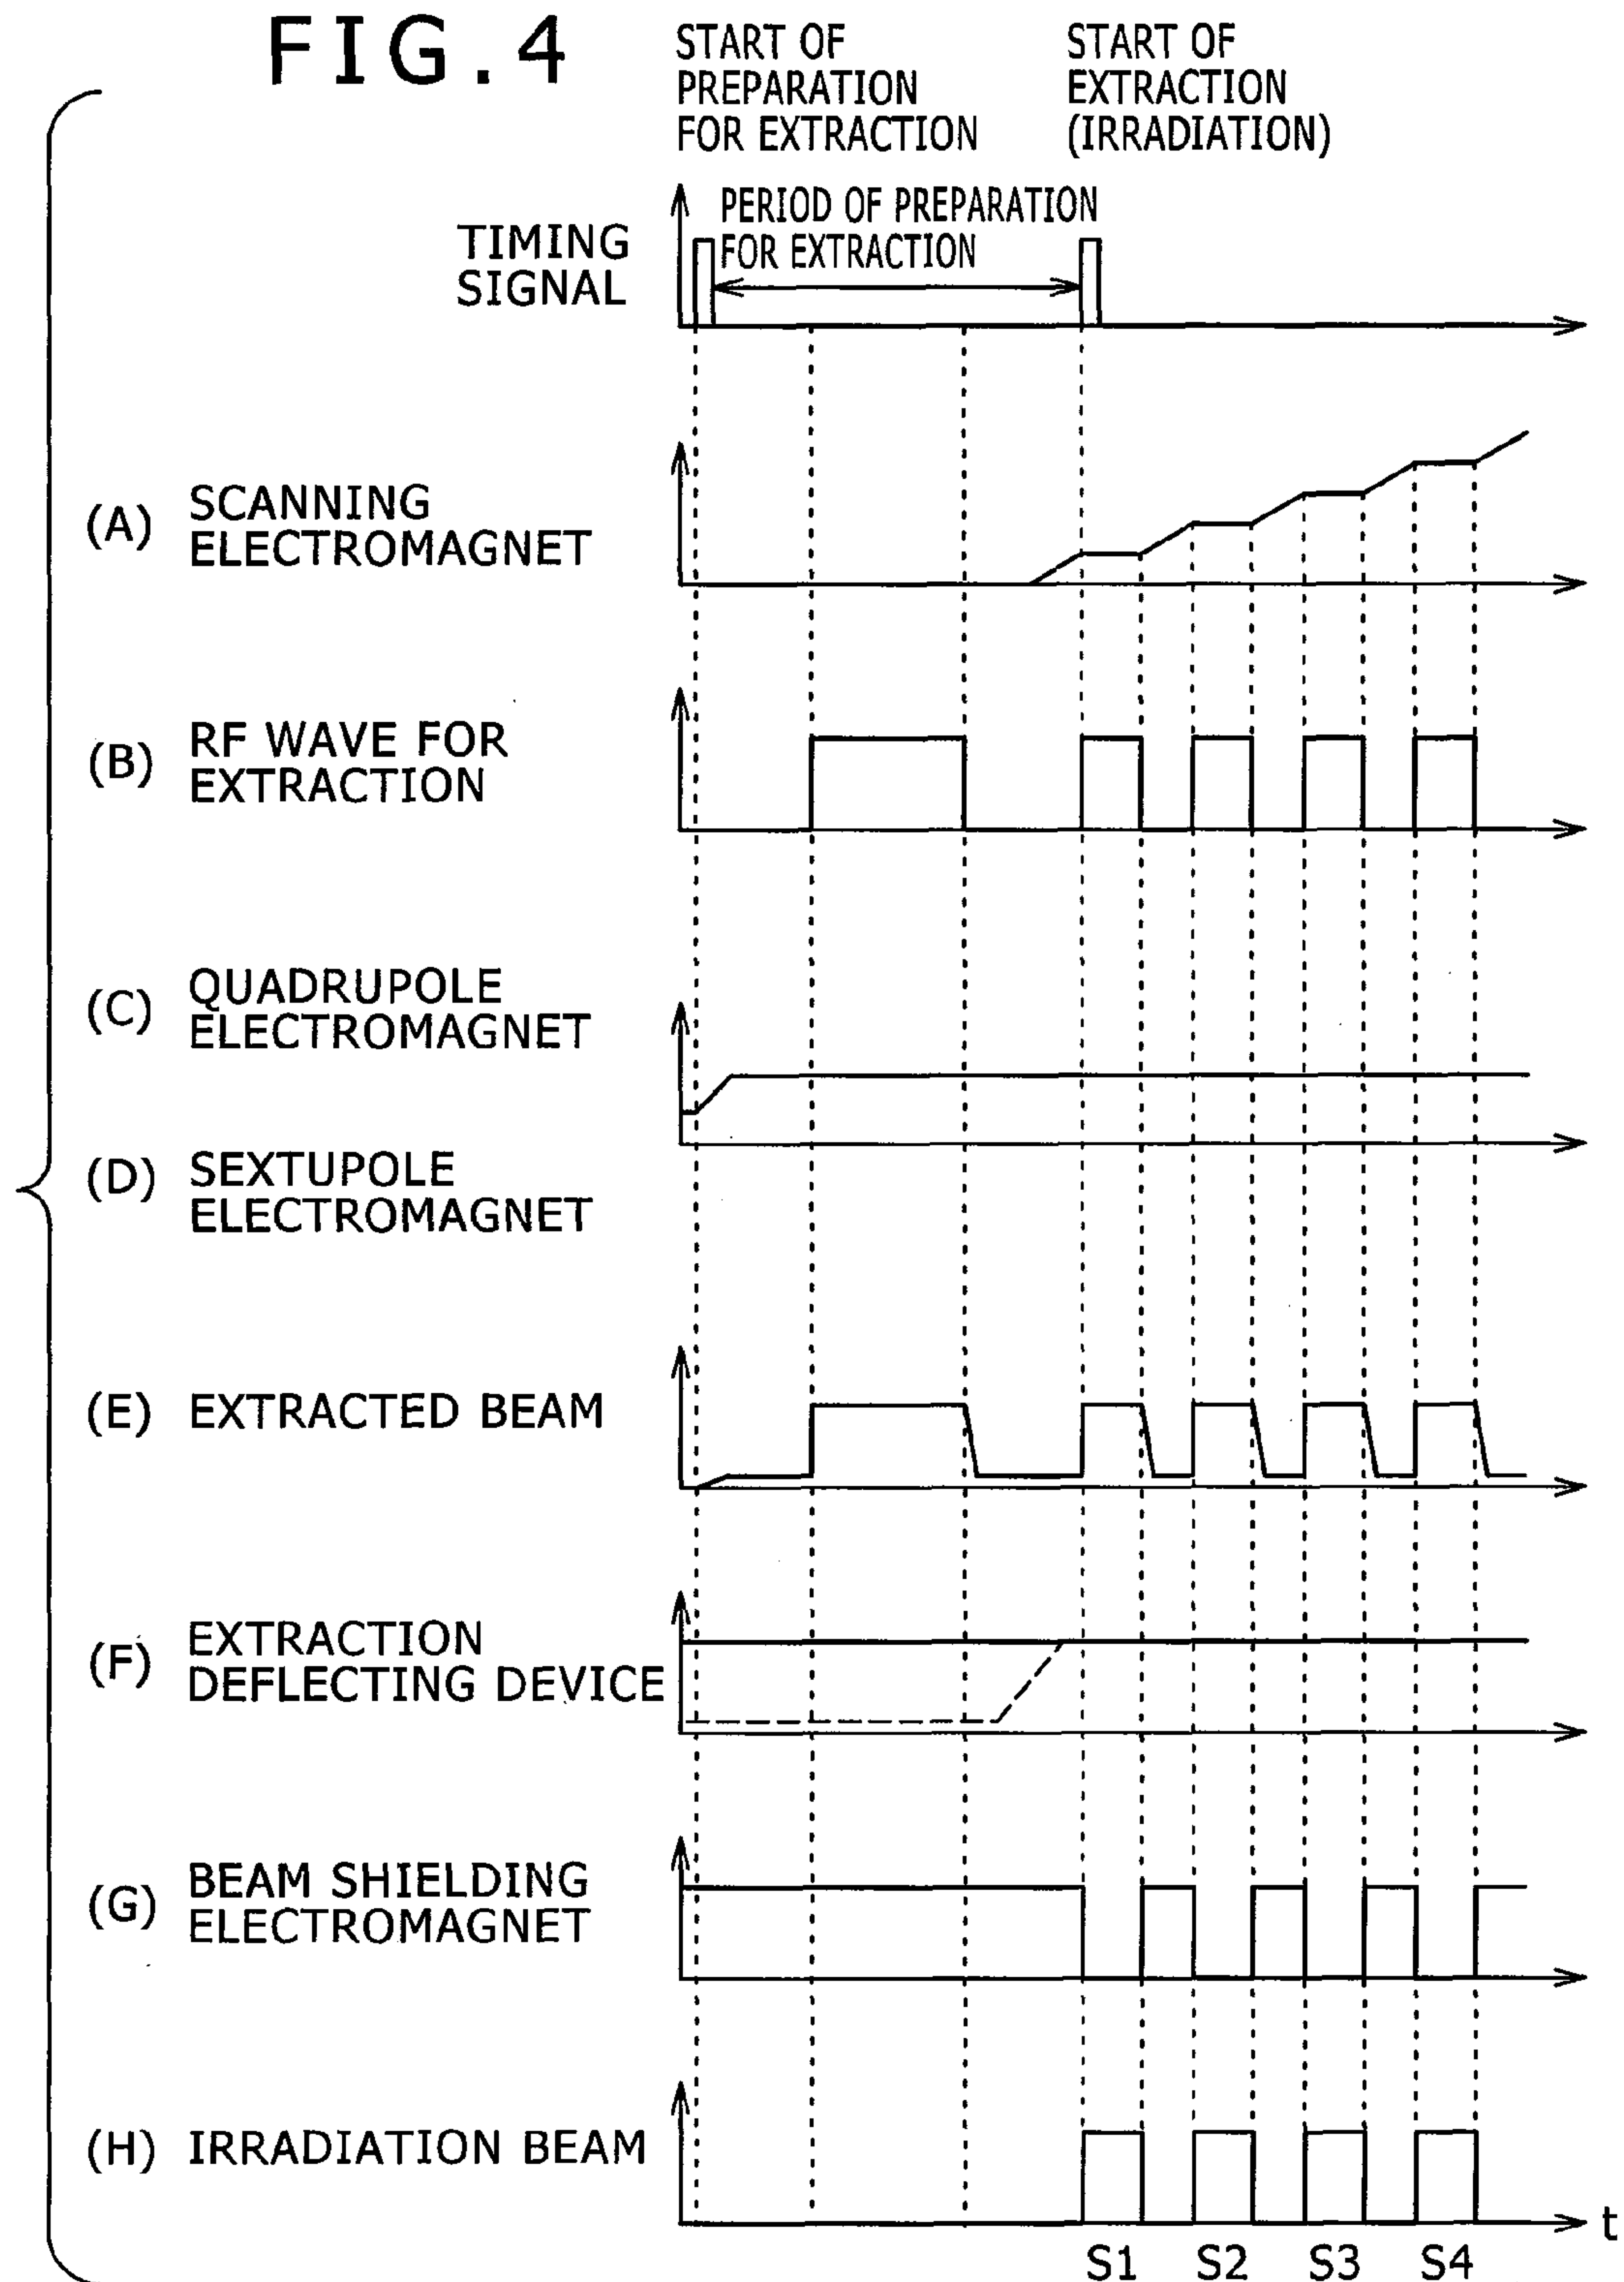 FIG.4
START OF
PREPARATION
FOR EXTRACTION
START OF
EXTRACTION
(IRRADIATION)
PERIOD OF PREPARATION
FOR EXTRACTION
TIMING
SIGNAL
(A) SCANNING
ELECTROMAGNET
(B) RF WAVE FOR
EXTRACTION
(C) QUADRUPOLE
ELECTROMAGNET
(D) SEXTUPOLE
ELECTROMAGNET
(E) EXTRACTED BEAM
(F) EXTRACTION
DEFLECTING DEVICE
(G) BEAM SHIELDING
ELECTROMAGNET
(H) IRRADIATION BEAM
t
S1 S2 S3 S4